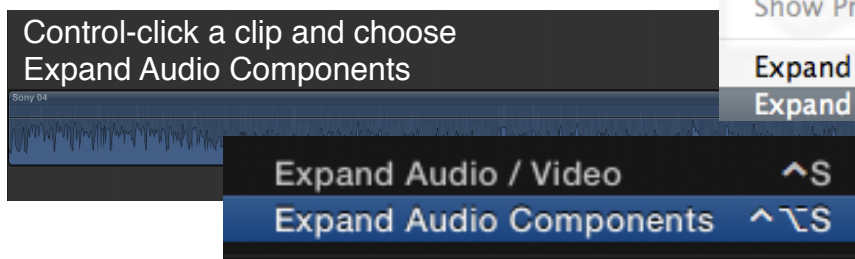 Control-click a clip and choose
Expand Audio Components
Show
Expand
Expand
Sony 04
Expand Audio / Video ^S
Expand Audio Components ^⌥S